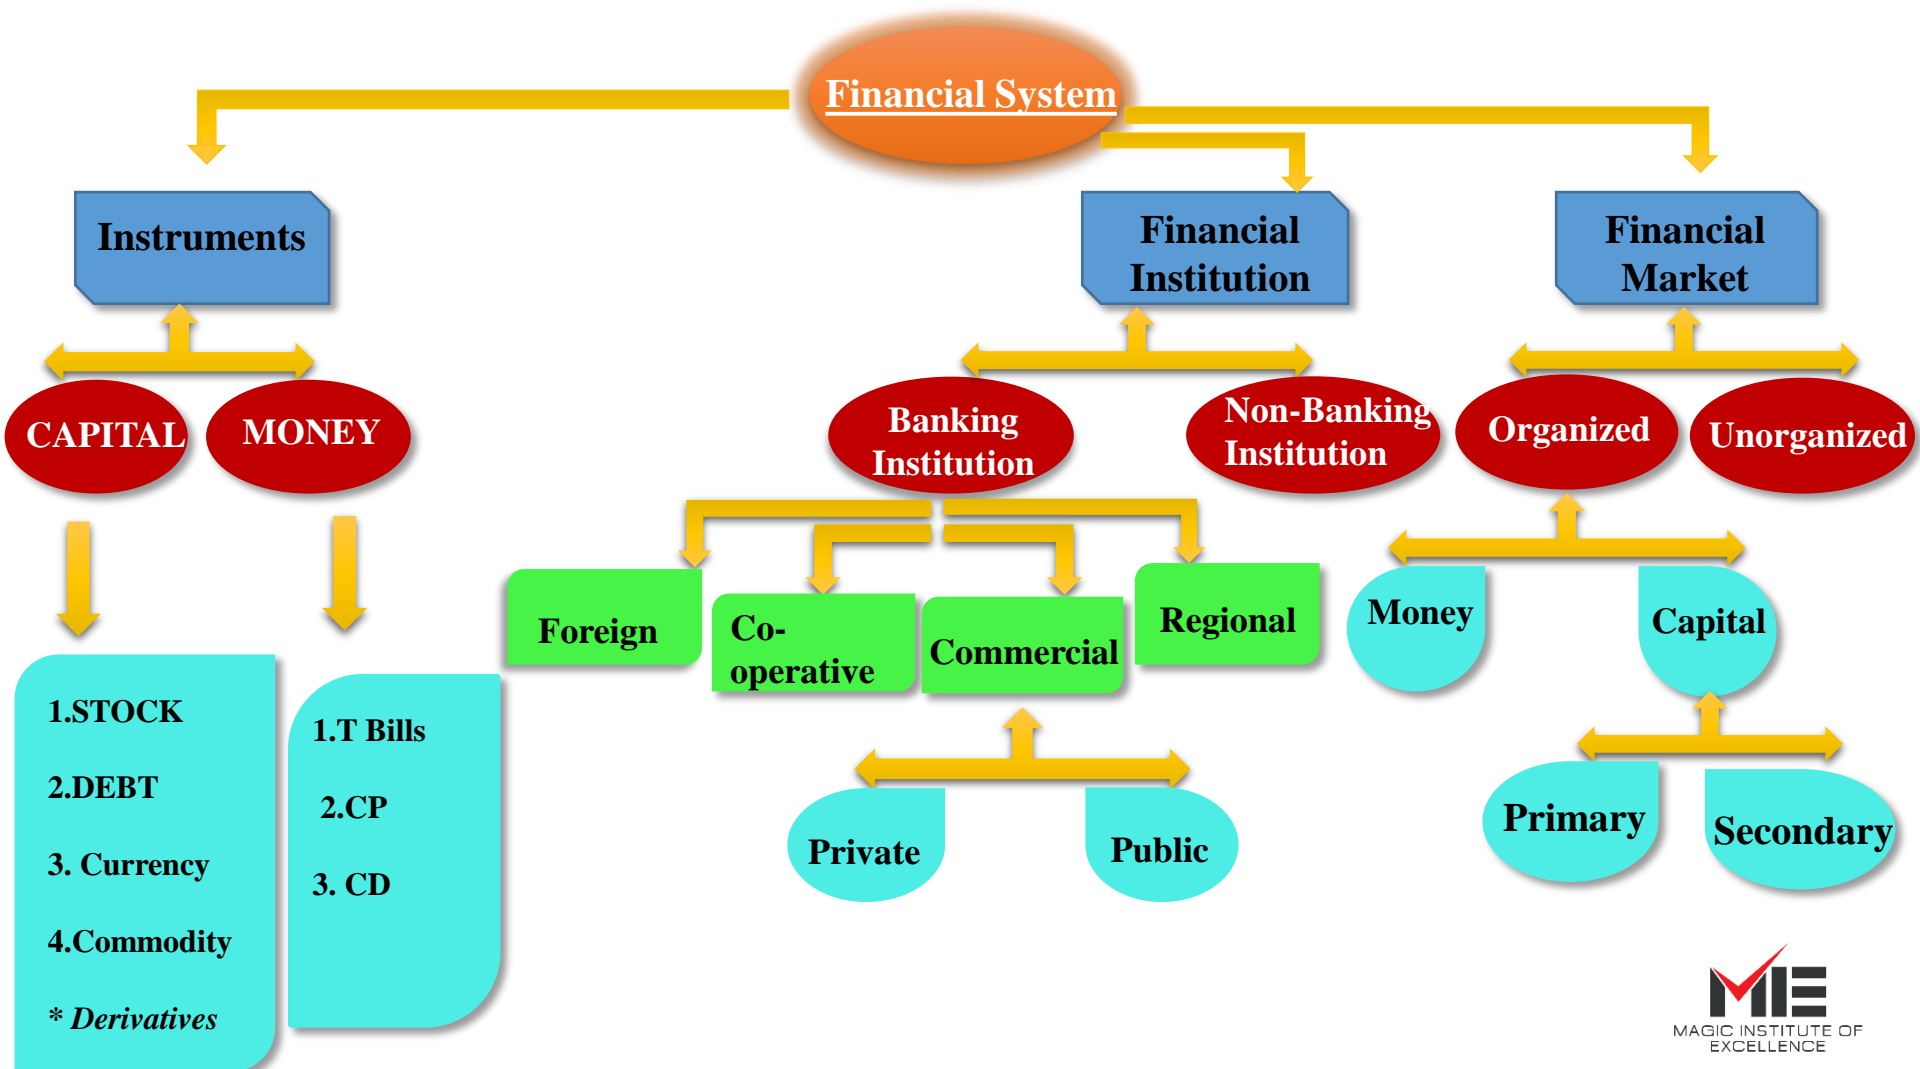 Financial System
Instruments
Financial
Institution
Financial
Market
CAPITAL
MONEY
Banking
Institution
Non-Banking
Institution
Organized
Unorganized
Foreign
Co-
operative
Commercial
Regional
Money
Capital
1.STOCK
2.DEBT
3. Currency
4.Commodity
* Derivatives
1.T Bills
2.CP
3. CD
Private
Public
Primary
Secondary
MIE
MAGIC INSTITUTE OF
EXCELLENCE